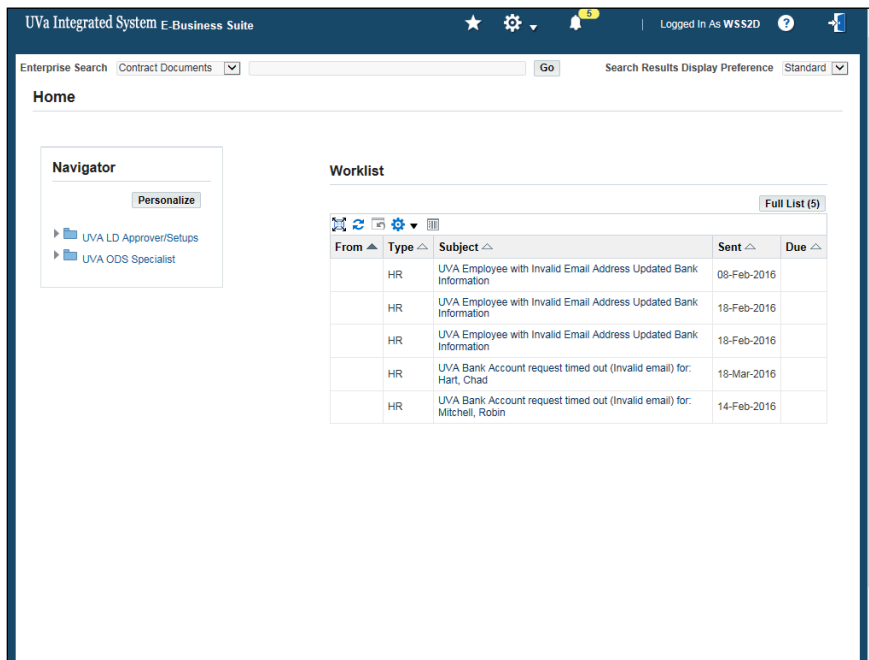 UVa Integrated System E-Business Suite
5
Logged In As WSS2D
?
Enterprise Search Contract Documents Go Search Results Display Preference Standard
Home
Navigator
Personalize
UVA LD Approver/Setups
UVA ODS Specialist
Worklist
Full List (5)
From Type Subject Sent Due
HR UVA Employee with Invalid Email Address Updated Bank
Information 08-Feb-2016
HR UVA Employee with Invalid Email Address Updated Bank
Information 18-Feb-2016
HR UVA Employee with Invalid Email Address Updated Bank
Information 18-Feb-2016
HR UVA Bank Account request timed out (Invalid email) for:
Hart, Chad 18-Mar-2016
HR UVA Bank Account request timed out (Invalid email) for:
Mitchell, Robin 14-Feb-2016